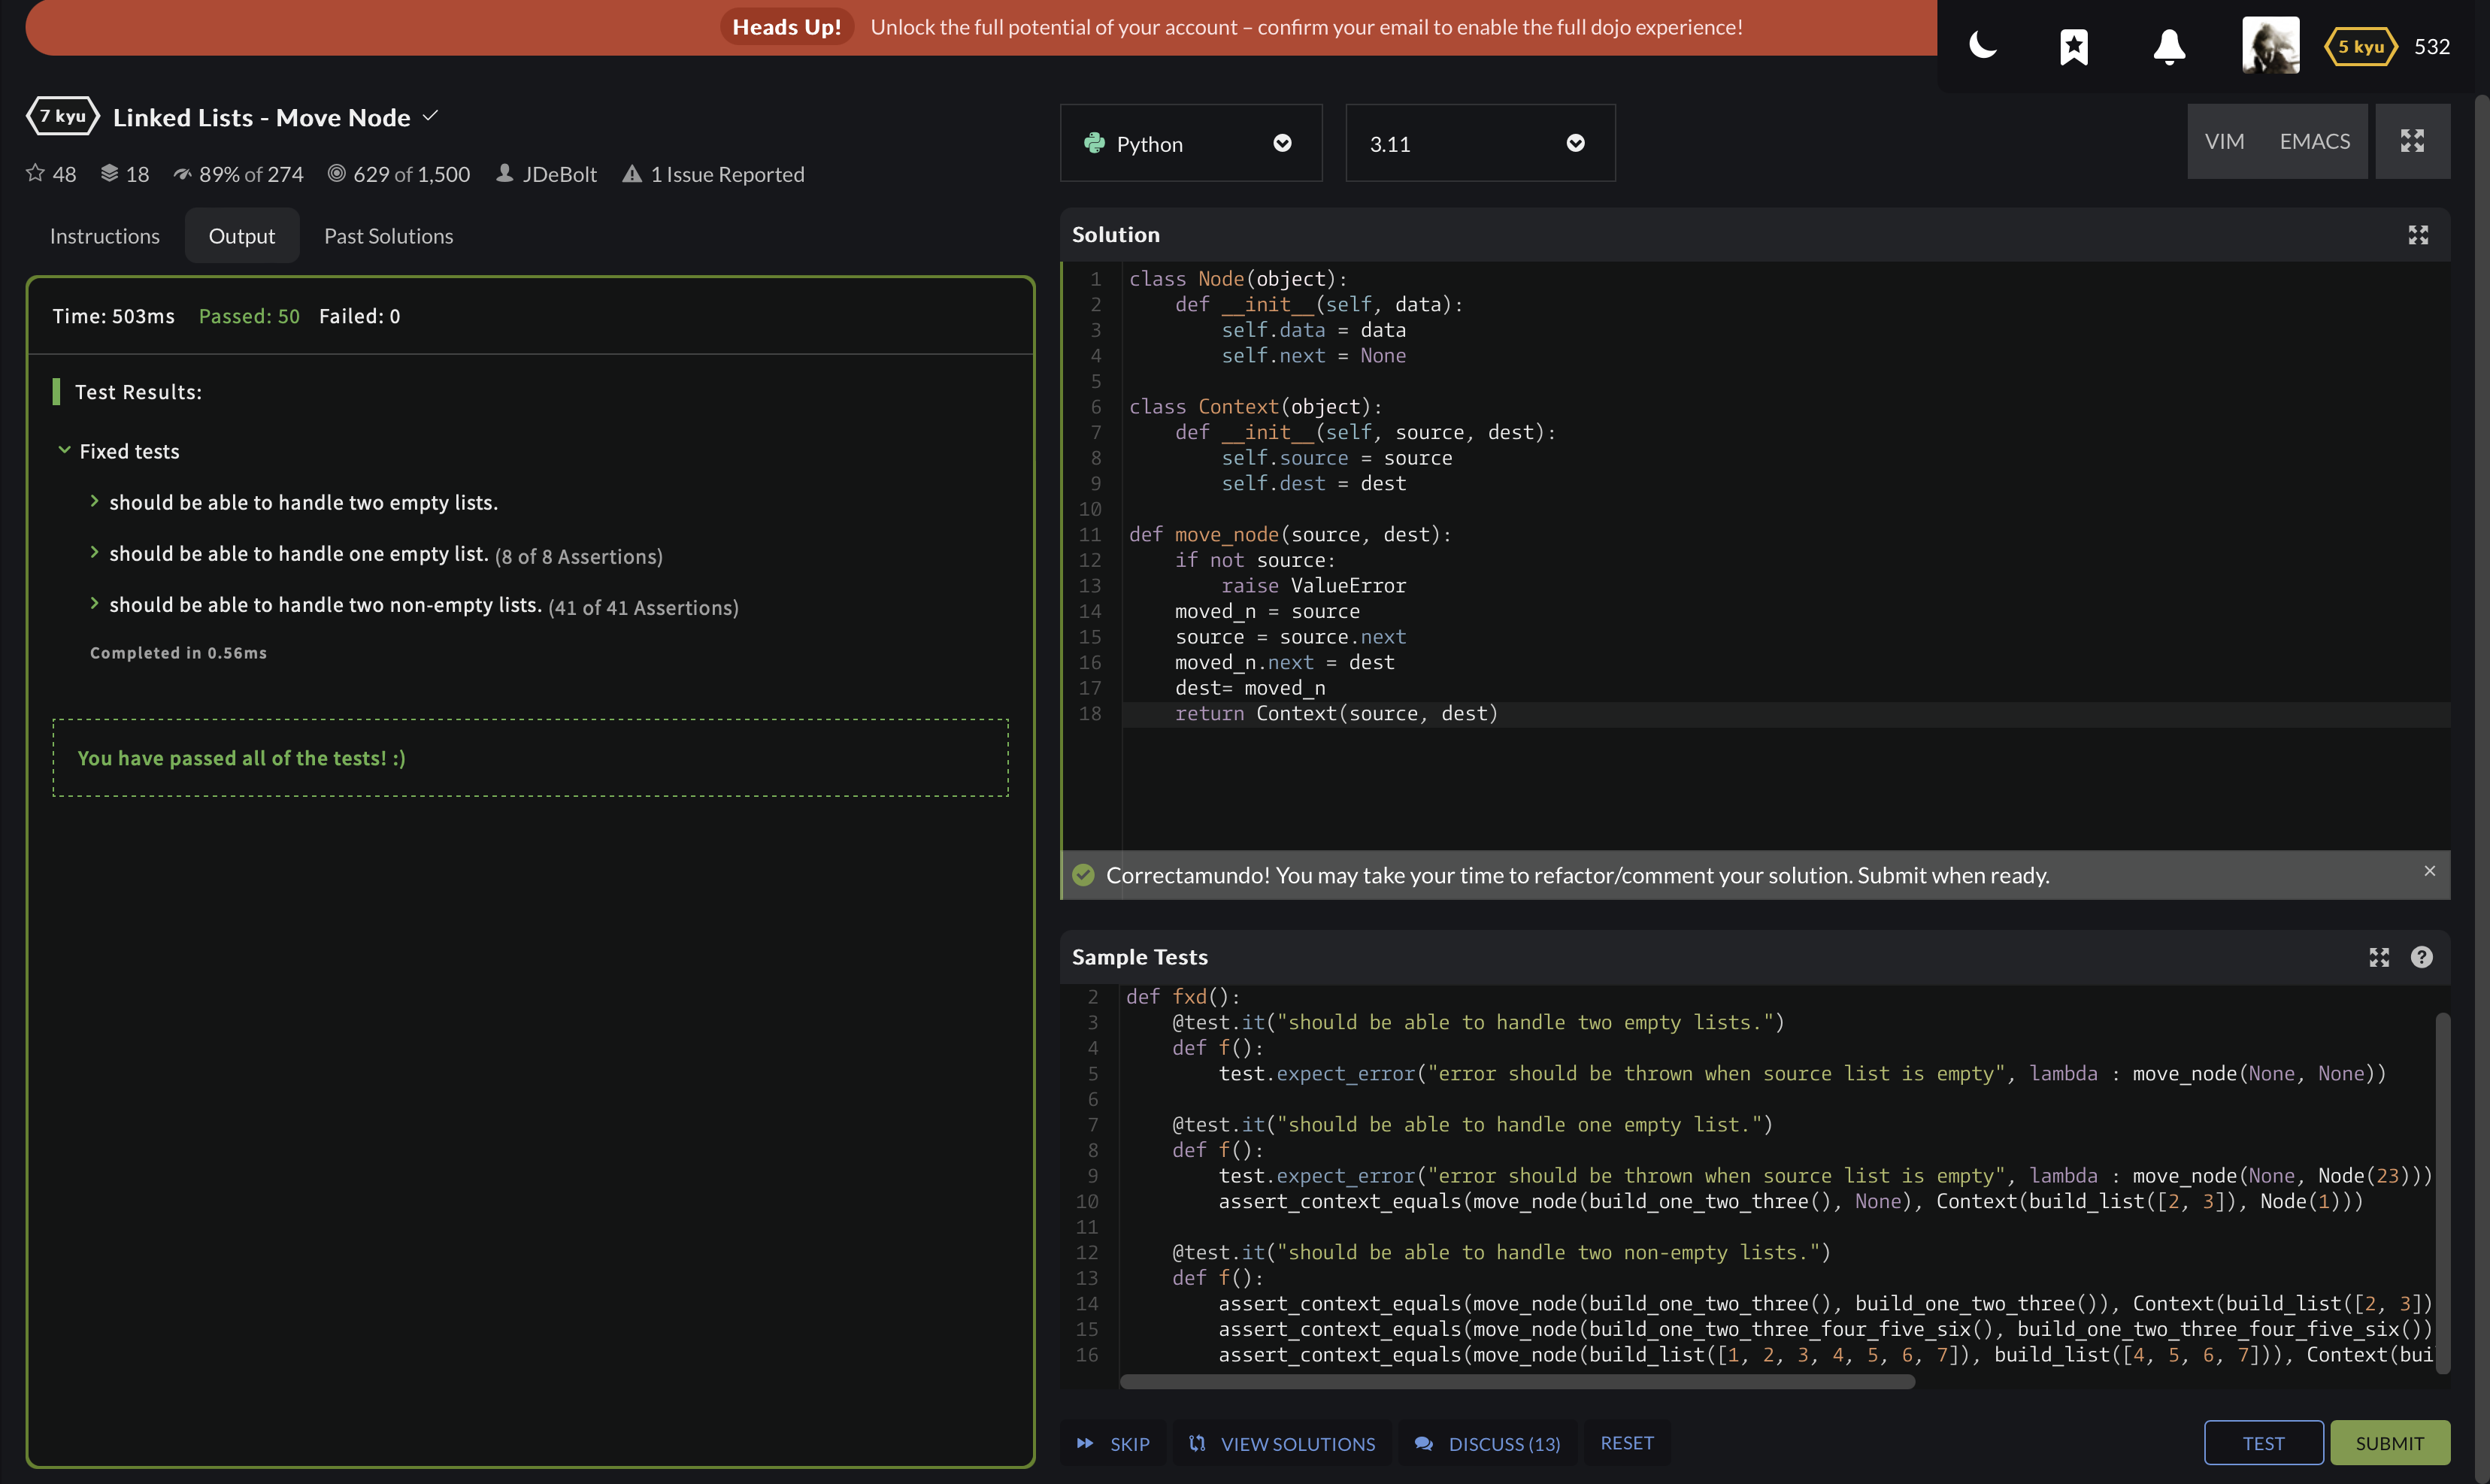 Heads Up! Unlock the full potential of your account – confirm your email to enable the full dojo experience!
5 kyu 532
7 kyu Linked Lists - Move Node
48 18 89% of 274 629 of 1,500 JDeBolt 1 Issue Reported
Instructions Output Past Solutions
Time: 503ms Passed: 50 Failed: 0
Test Results:
Fixed tests
should be able to handle two empty lists.
should be able to handle one empty list. (8 of 8 Assertions)
should be able to handle two non-empty lists. (41 of 41 Assertions)
Completed in 0.56ms
You have passed all of the tests! :)
Python 3.11 VIM EMACS
Solution
1 class Node(object):
2     def __init__(self, data):
3         self.data = data
4         self.next = None
5
6 class Context(object):
7     def __init__(self, source, dest):
8         self.source = source
9         self.dest = dest
10
11 def move_node(source, dest):
12     if not source:
13         raise ValueError
14     moved_n = source
15     source = source.next
16     moved_n.next = dest
17     dest= moved_n
18     return Context(source, dest)
Correctamundo! You may take your time to refactor/comment your solution. Submit when ready.
Sample Tests
2 def fxd():
3     @test.it("should be able to handle two empty lists.")
4     def f():
5         test.expect_error("error should be thrown when source list is empty", lambda : move_node(None, None))
6
7     @test.it("should be able to handle one empty list.")
8     def f():
9         test.expect_error("error should be thrown when source list is empty", lambda : move_node(None, Node(23)))
10         assert_context_equals(move_node(build_one_two_three(), None), Context(build_list([2, 3]), Node(1)))
11
12     @test.it("should be able to handle two non-empty lists.")
13     def f():
14         assert_context_equals(move_node(build_one_two_three(), build_one_two_three()), Context(build_list([2, 3])
15         assert_context_equals(move_node(build_one_two_three_four_five_six(), build_one_two_three_four_five_six())
16         assert_context_equals(move_node(build_list([1, 2, 3, 4, 5, 6, 7]), build_list([4, 5, 6, 7])), Context(bui
SKIP VIEW SOLUTIONS DISCUSS (13) RESET TEST SUBMIT